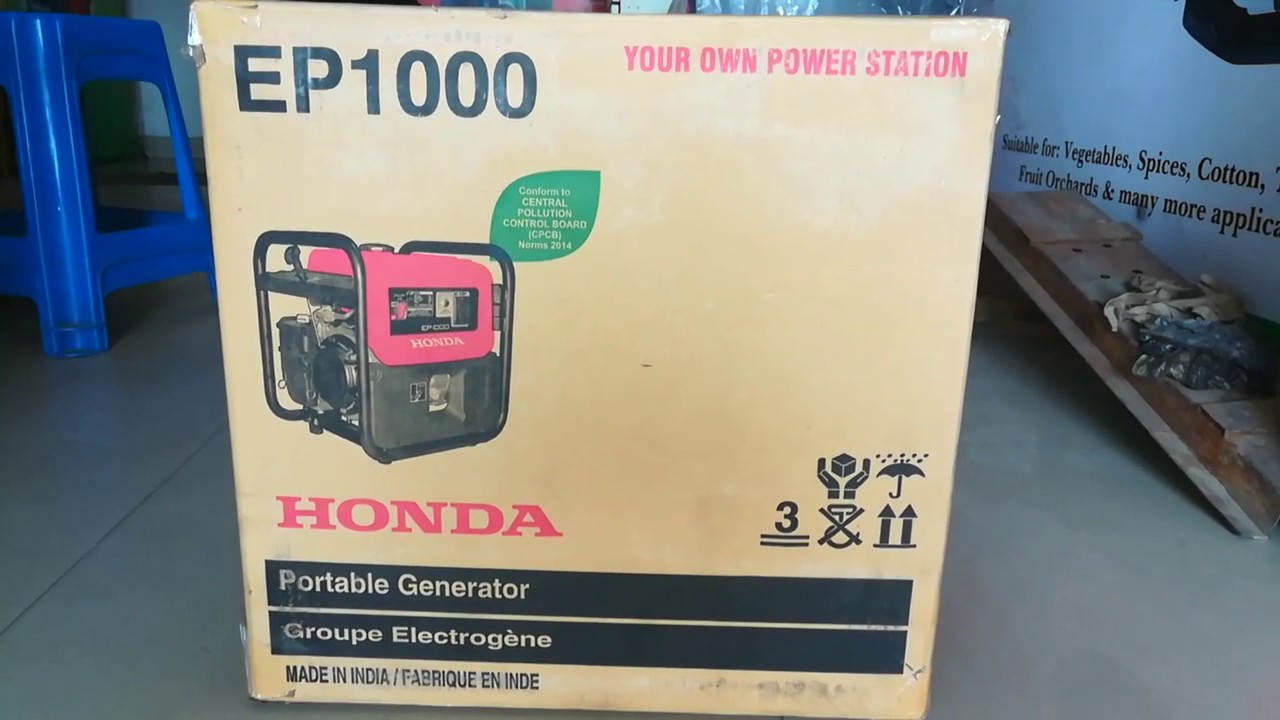 EP1000
YOUR OWN POWER STATION
Conform to
CENTRAL
POLLUTION
CONTROL BOARD
(CPCB)
Norms 2014
EP1000
HONDA
HONDA
3
Portable Generator
Groupe Electrogène
MADE IN INDIA / FABRIQUE EN INDE
Suitable for: Vegetables, Spices, Cotton,
Fruit Orchards & many more